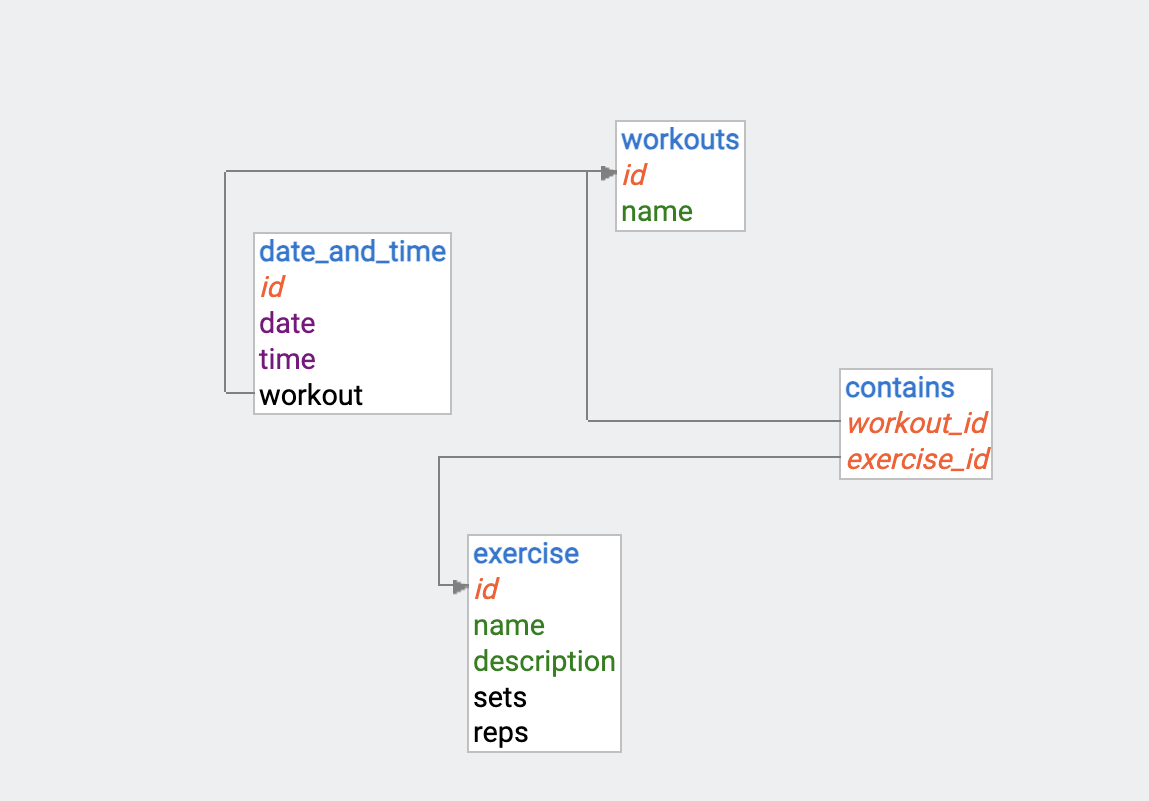 workouts
id
name
date_and_time
id
date
time
workout
contains
workout_id
exercise_id
exercise
id
name
description
sets
reps